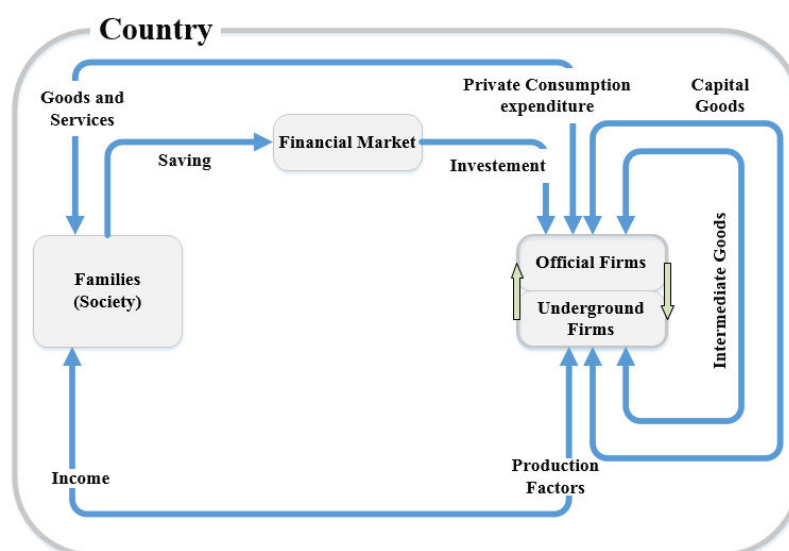 Country
Goods and
Services
Private Consumption
expenditure
Capital
Goods
Saving
Financial Market
Investement
Families
(Society)
Official Firms
Underground
Firms
Intermediate Goods
Income
Production
Factors